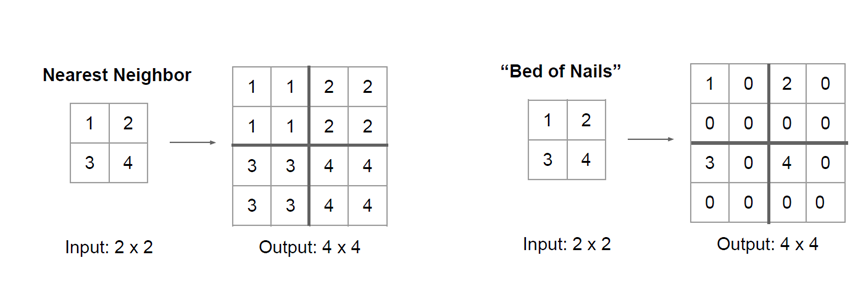 Nearest Neighbor
1 2
3 4
1 1 2 2
1 1 2 2
3 3 4 4
3 3 4 4
Input: 2 x 2
Output: 4 x 4
“Bed of Nails”
1 2
3 4
1 0 2 0
0 0 0 0
3 0 4 0
0 0 0 0
Input: 2 x 2
Output: 4 x 4